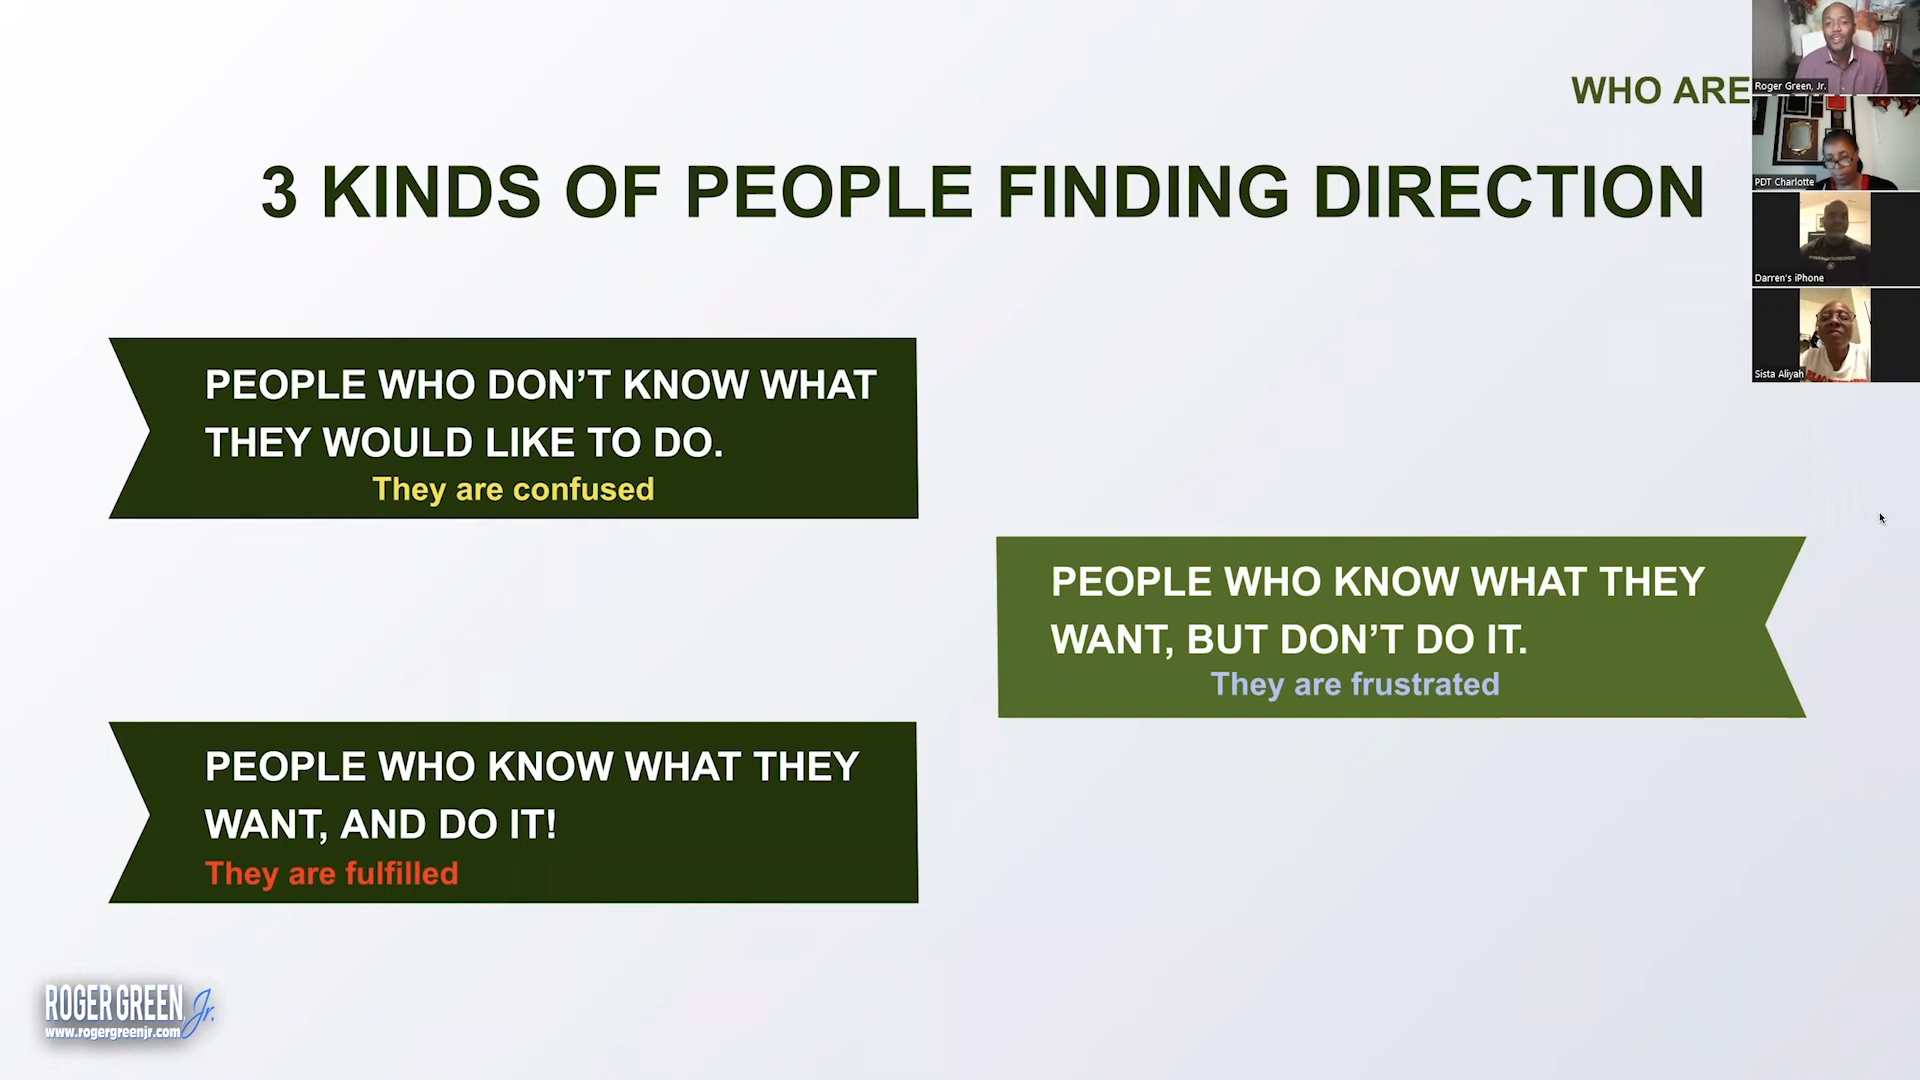 WHO ARE
3 KINDS OF PEOPLE FINDING DIRECTION
PEOPLE WHO DON’T KNOW WHAT
THEY WOULD LIKE TO DO.
They are confused
PEOPLE WHO KNOW WHAT THEY
WANT, BUT DON’T DO IT.
They are frustrated
PEOPLE WHO KNOW WHAT THEY
WANT, AND DO IT!
They are fulfilled
ROGER GREEN Jr.
www.rogergreenjr.com
Roger Green, Jr.
PDT Charlotte
Darren's iPhone
Sista Aliyah